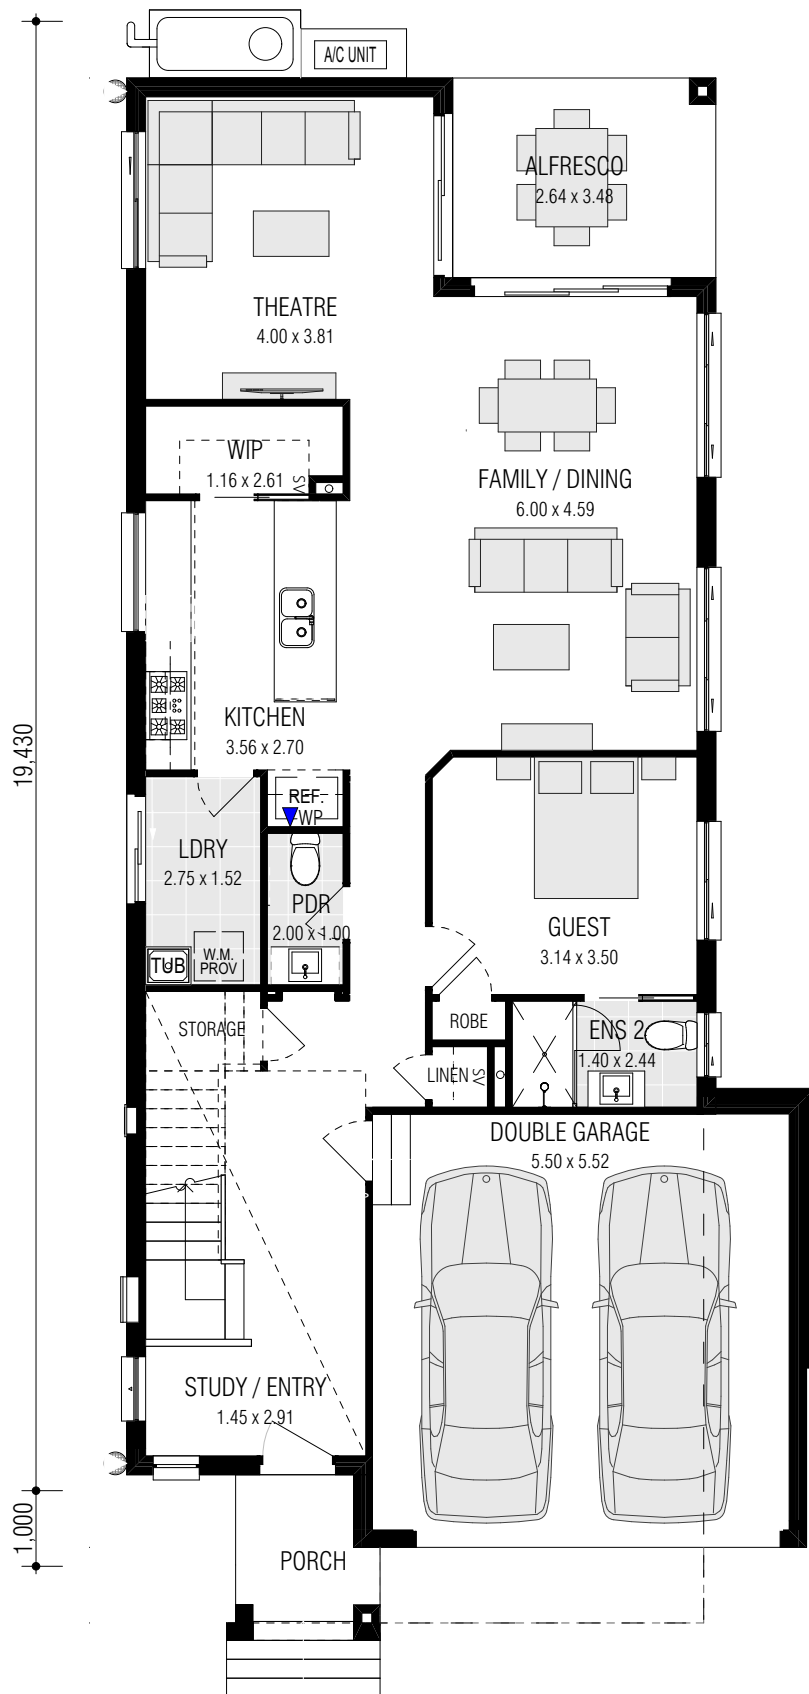 A/C UNIT
ALFRESCO
2.64 x 3.48
THEATRE
4.00 x 3.81
WIP
1.16 x 2.61
SV
FAMILY / DINING
6.00 x 4.59
KITCHEN
3.56 x 2.70
19,430
REF.
WP
LDRY
2.75 x 1.52
PDR
2.00 x 1.00
GUEST
3.14 x 3.50
W.M.
PROV
TUB
STORAGE
ROBE
ENS 2
1.40 x 2.44
LINEN
SV
DOUBLE GARAGE
5.50 x 5.52
STUDY / ENTRY
1.45 x 2.91
1,000
PORCH